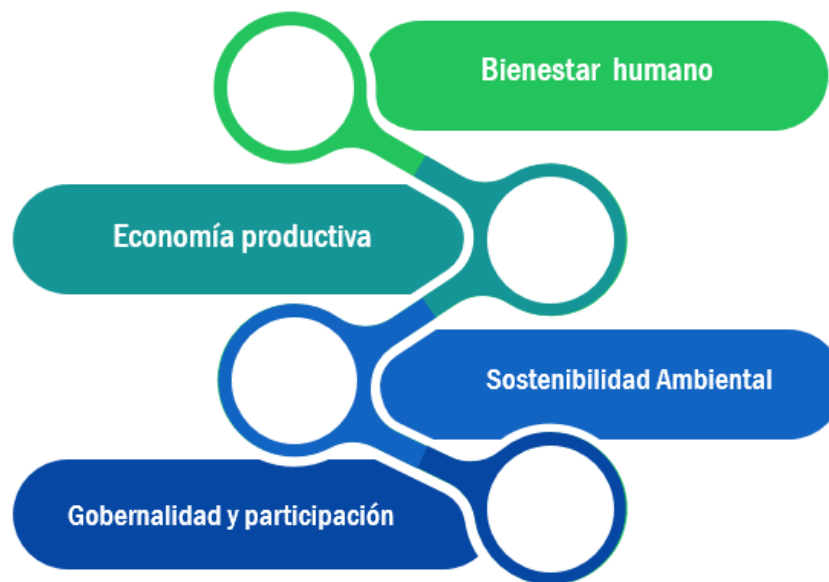 Bienestar humano
Economía productiva
Sostenibilidad Ambiental
Gobernalidad y participación